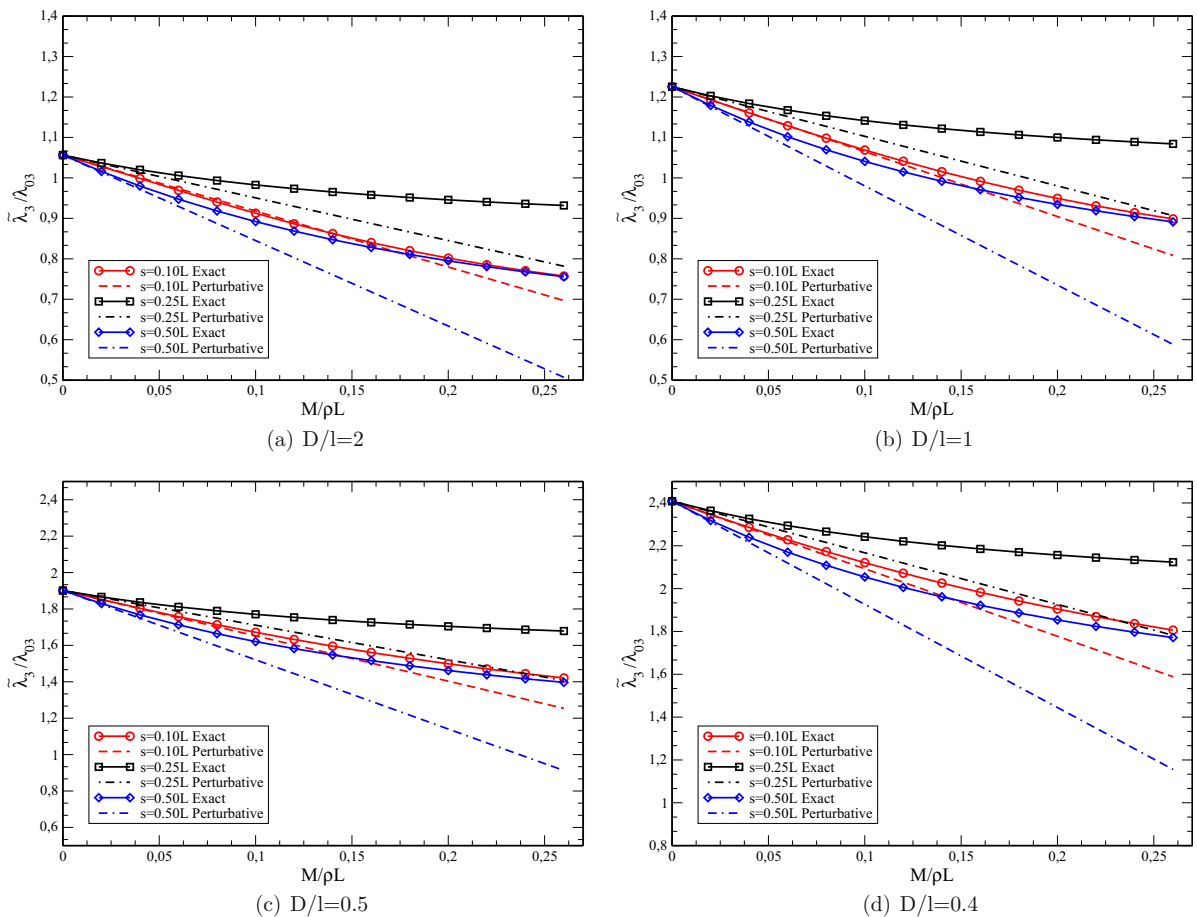 1,4
1,3
1,2
1,1
1
0,9
0,8
0,7
0,6
0,5
λ̃3/λ03
s=0.10L Exact
s=0.10L Perturbative
s=0.25L Exact
s=0.25L Perturbative
s=0.50L Exact
s=0.50L Perturbative
0 0,05 0,1 0,15 0,2 0,25
M/ρL
(a) D/l=2
1,4
1,3
1,2
1,1
1
0,9
0,8
0,7
0,6
0,5
λ̃3/λ03
s=0.10L Exact
s=0.10L Perturbative
s=0.25L Exact
s=0.25L Perturbative
s=0.50L Exact
s=0.50L Perturbative
0 0,05 0,1 0,15 0,2 0,25
M/ρL
(b) D/l=1
2,4
2,2
2
1,8
1,6
1,4
1,2
1
0,8
0,6
λ̃3/λ03
s=0.10L Exact
s=0.10L Perturbative
s=0.25L Exact
s=0.25L Perturbative
s=0.50L Exact
s=0.50L Perturbative
0 0,05 0,1 0,15 0,2 0,25
M/ρL
(c) D/l=0.5
2,4
2,2
2
1,8
1,6
1,4
1,2
1
0,8
λ̃3/λ03
s=0.10L Exact
s=0.10L Perturbative
s=0.25L Exact
s=0.25L Perturbative
s=0.50L Exact
s=0.50L Perturbative
0 0,05 0,1 0,15 0,2 0,25
M/ρL
(d) D/l=0.4